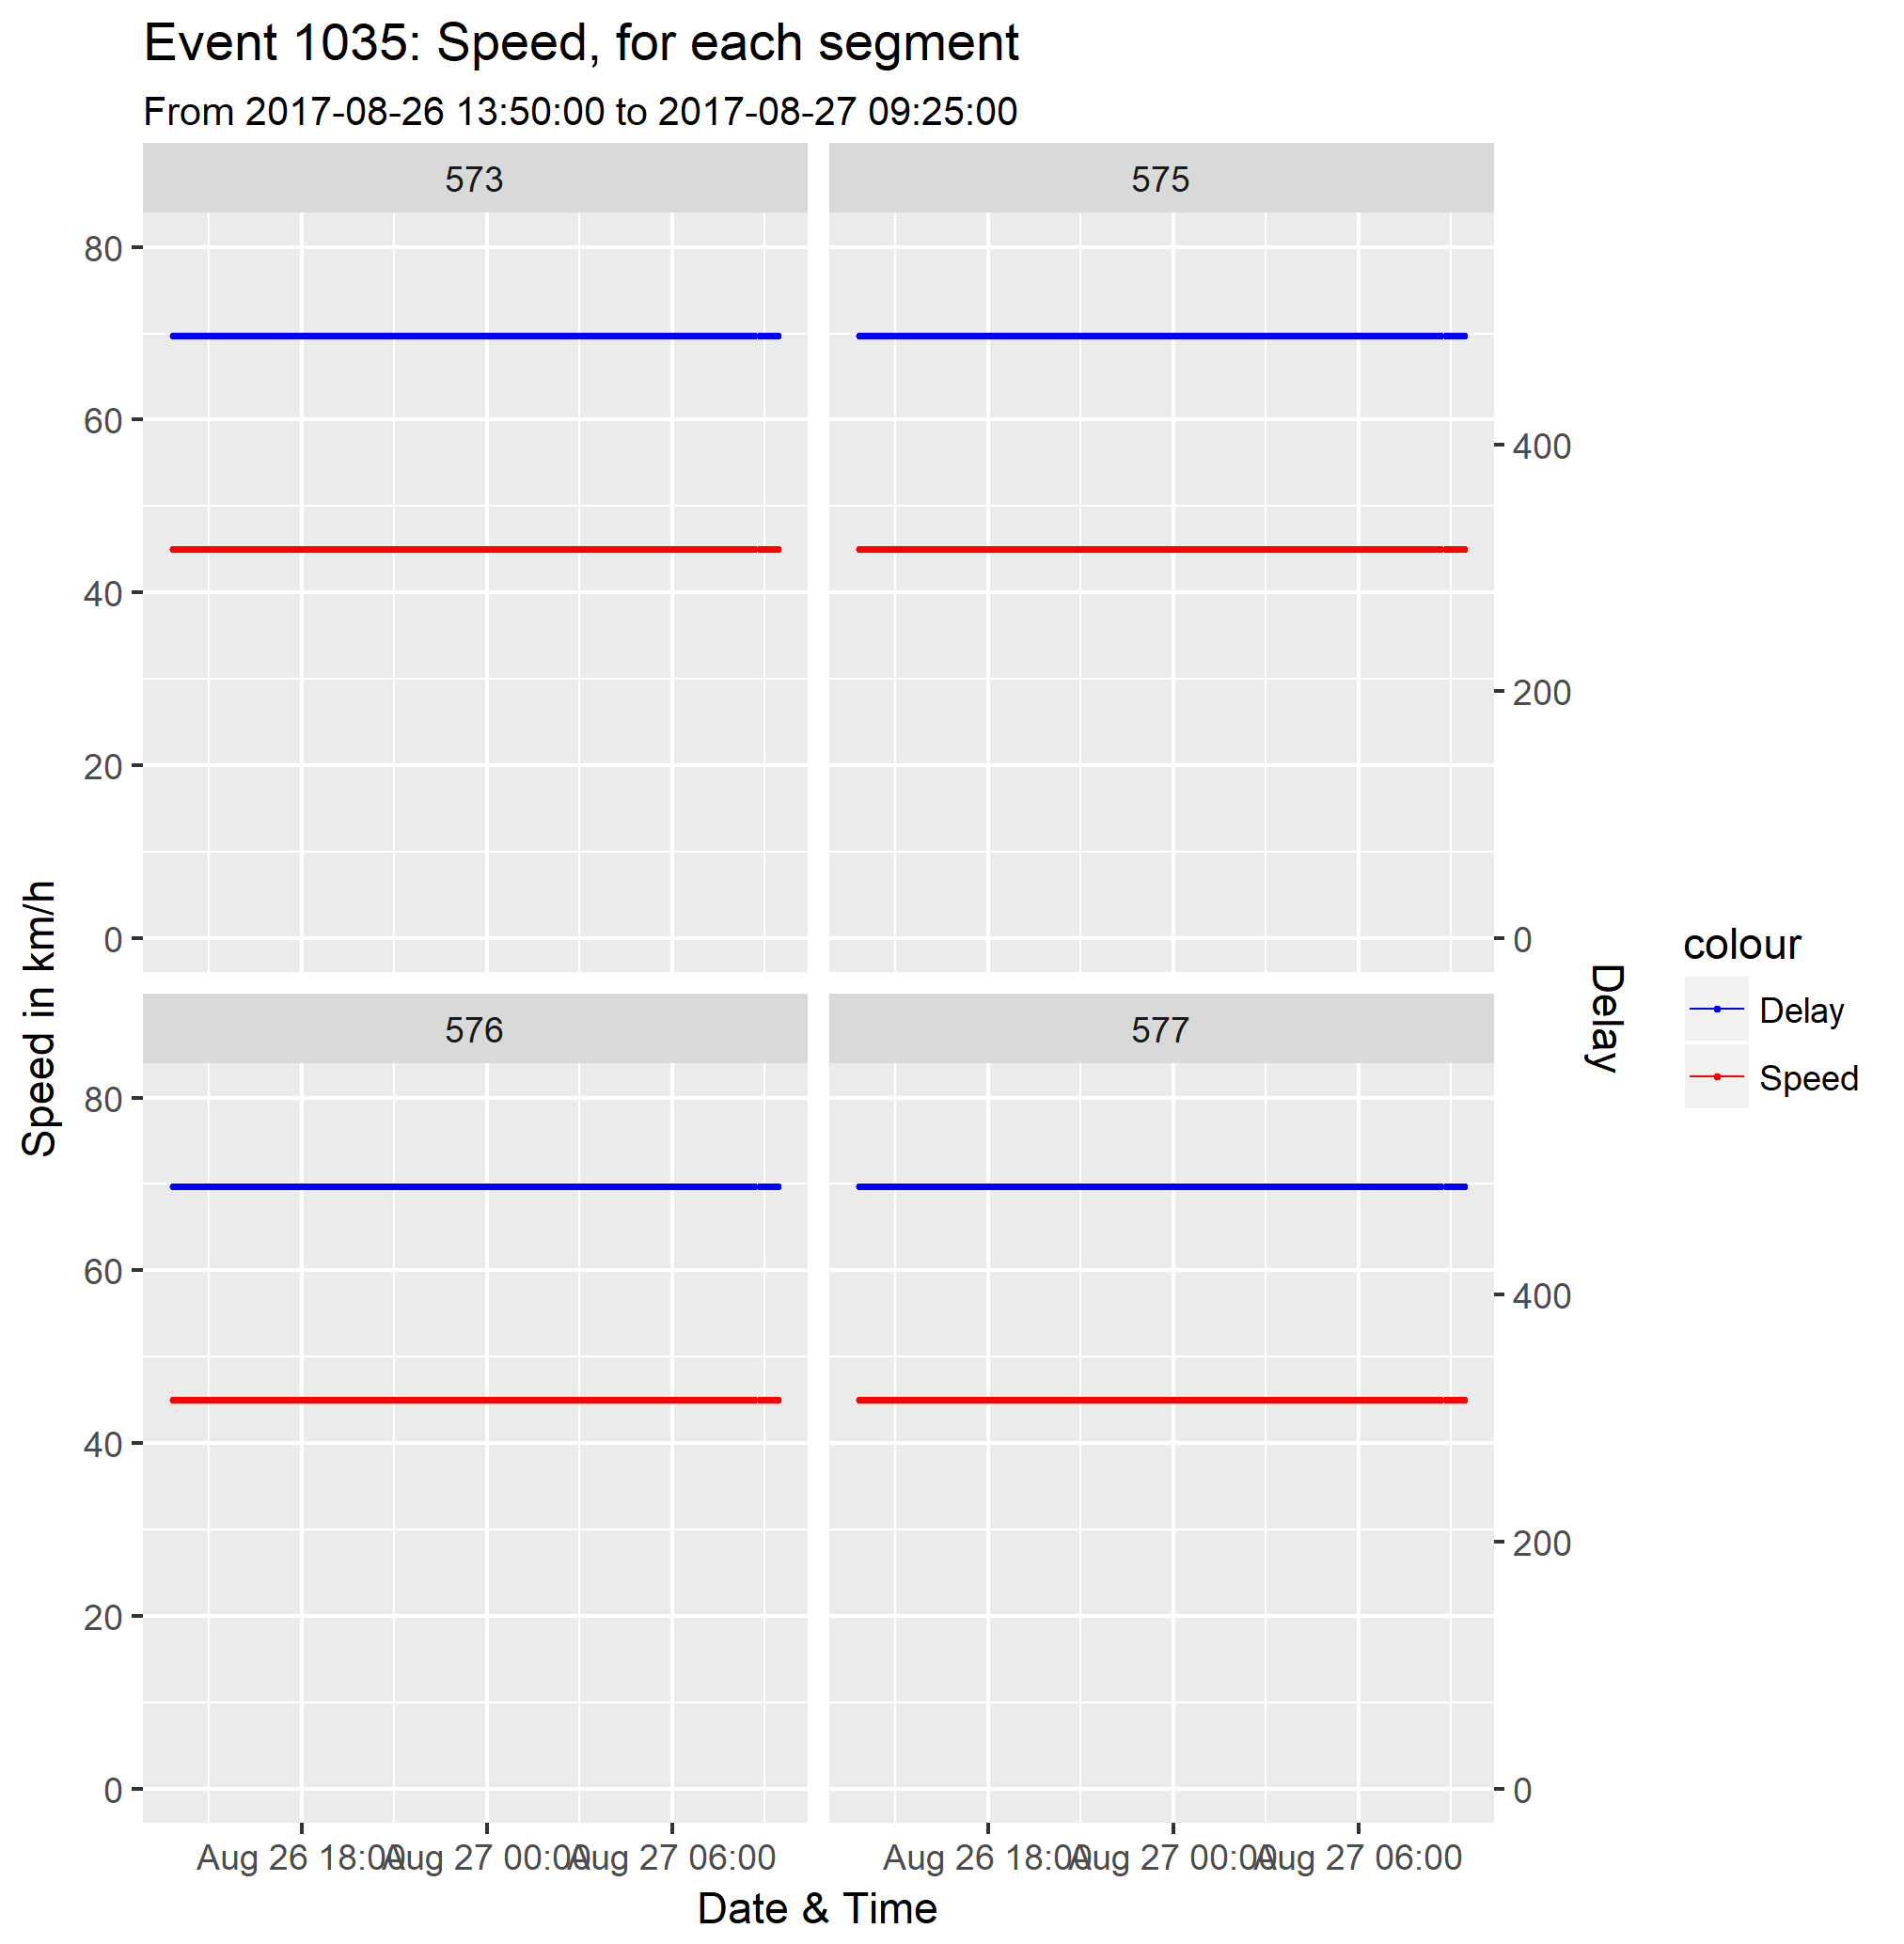 Event 1035: Speed, for each segment
From 2017-08-26 13:50:00 to 2017-08-27 09:25:00
573
575
80
60
40
20
0
400
200
0
576
577
80
60
40
20
0
400
200
0
Aug 26 18:00 Aug 27 00:00 Aug 27 06:00
Aug 26 18:00 Aug 27 00:00 Aug 27 06:00
Date & Time
Speed in km/h
Delay
colour
Delay
Speed